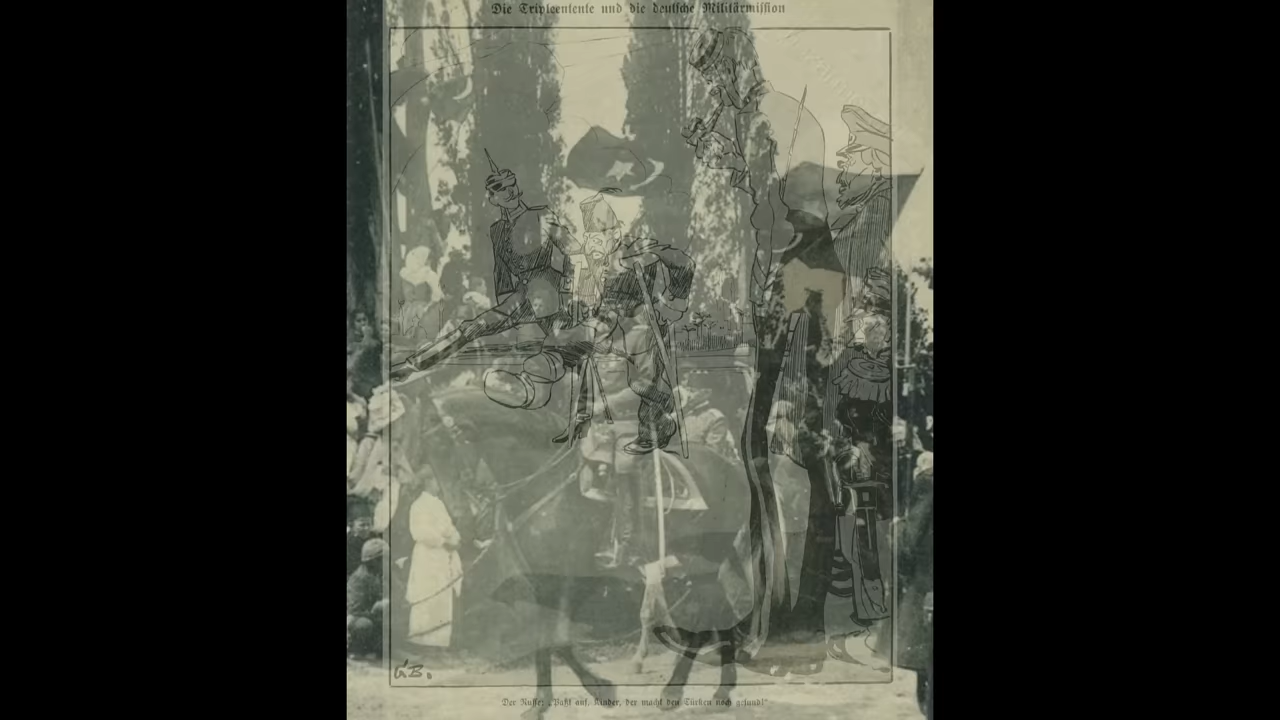 Die Tripleentente und die deutsche Militärmission
G.B.
Der Russe: „Paßt auf, Kinder, der macht den Türken noch gesund!“